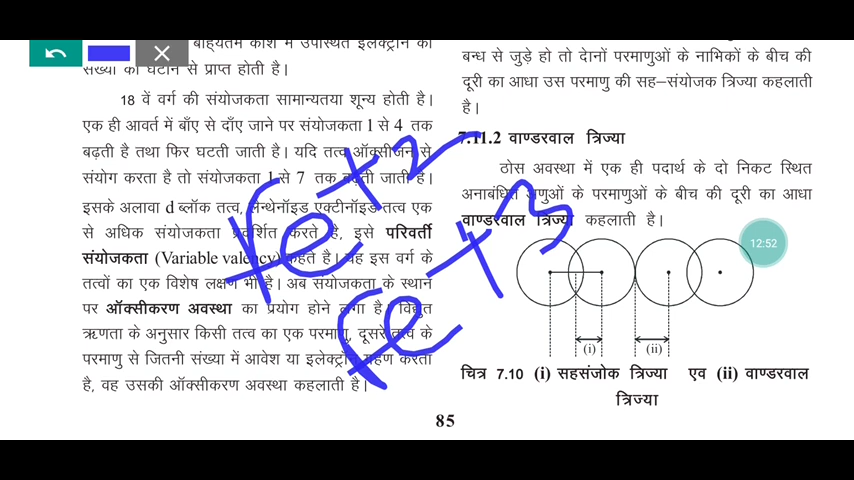 बाह्यतम कोश में उपस्थित इलेक्ट्रॉन की
संख्या को घटाने से प्राप्त होती है।
18 वें वर्ग की संयोजकता सामान्यतया शून्य होती है।
एक ही आवर्त में बाँए से दाँए जाने पर संयोजकता 1 से 4 तक
बढ़ती है तथा फिर घटती जाती है। यदि तत्व ऑक्सीजन से
संयोग करता है तो संयोजकता 1 से 7 तक बढ़ती जाती है।
इसके अलावा d ब्लॉक तत्व, लेन्थेनॉइड एक्टीनॉइड तत्व एक
से अधिक संयोजकता प्रदर्शित करते है, इसे परिवर्ती
संयोजकता (Variable valency) कहते है। यह इस वर्ग के
तत्वों का एक विशेष लक्षण भी है। अब संयोजकता के स्थान
पर ऑक्सीकरण अवस्था का प्रयोग होने लगा है। विद्युत
ऋणता के अनुसार किसी तत्व का एक परमाणु, दूसरे तत्व के
परमाणु से जितनी संख्या में आवेश या इलेक्ट्रॉन ग्रहण करता
है, वह उसकी ऑक्सीकरण अवस्था कहलाती है।
Fe+2
Fe+3
बन्ध से जुड़े हो तो देानों परमाणुओं के नाभिकों के बीच की
दूरी का आधा उस परमाणु की सह–संयोजक त्रिज्या कहलाती
है।
7.11.2 वाण्डरवाल त्रिज्या
ठोस अवस्था में एक ही पदार्थ के दो निकट स्थित
अनाबंधित अणुओं के परमाणुओं के बीच की दूरी का आधा
वाण्डरवाल त्रिज्या कहलाता है।
12:52
(i) (ii)
चित्र 7.10 (i) सहसंजोक त्रिज्या एव (ii) वाण्डरवाल
त्रिज्या
85